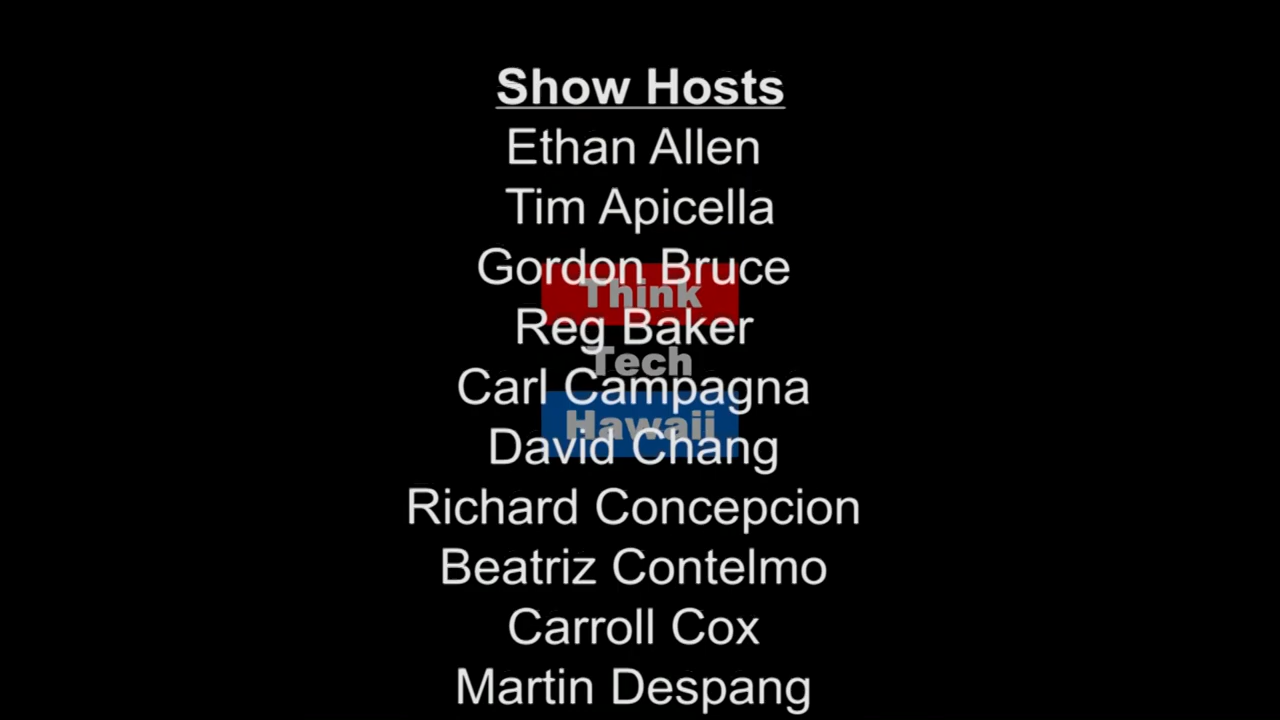 Show Hosts
Ethan Allen
Tim Apicella
Gordon Bruce
Think
Reg Baker
Tech
Carl Campagna
Hawaii
David Chang
Richard Concepcion
Beatriz Contelmo
Carroll Cox
Martin Despang